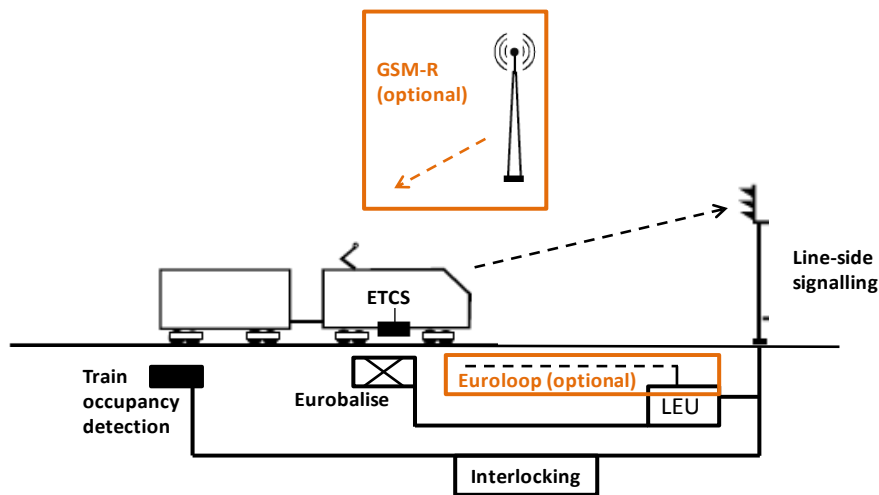 GSM-R
(optional)
Line-side
signalling
ETCS
Train
occupancy
detection
Eurobalise
Euroloop (optional)
LEU
Interlocking